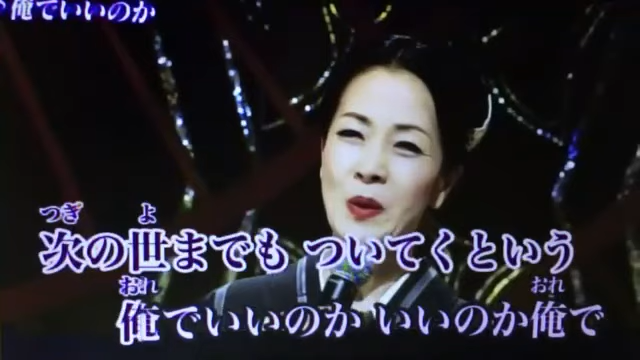 俺でいいのか
つぎ よ
次の世までも ついてくという
おれ おれ
俺でいいのか いいのか俺で